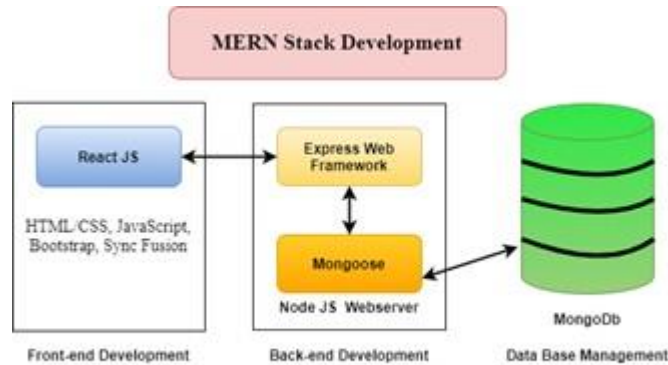 MERN Stack Development
React JS
HTML/CSS, JavaScript,
Bootstrap, Sync Fusion
Front-end Development
Express Web
Framework
Mongoose
Node JS Webserver
Back-end Development
MongoDb
Data Base Management